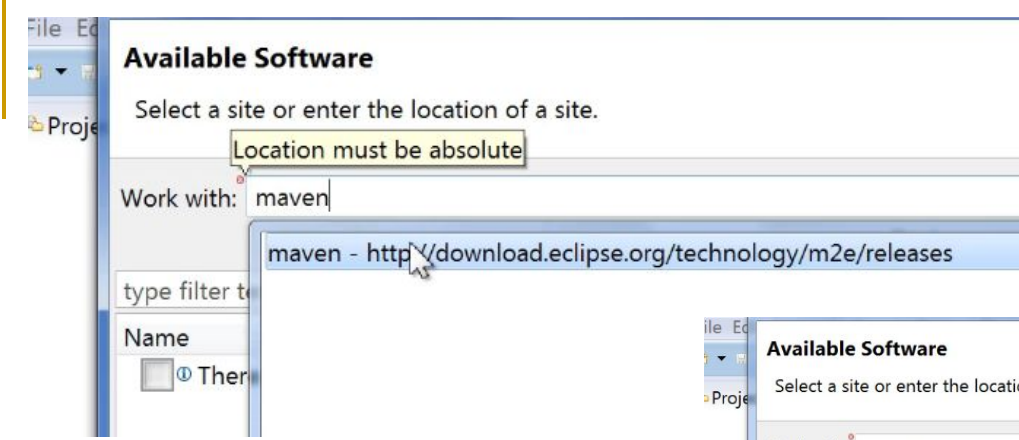 File Ed
Available Software
Select a site or enter the location of a site.
Proje
Location must be absolute
Work with: maven
maven - http://download.eclipse.org/technology/m2e/releases
type filter te
Name
Ther
ile Ed
Available Software
Select a site or enter the locati
Proje